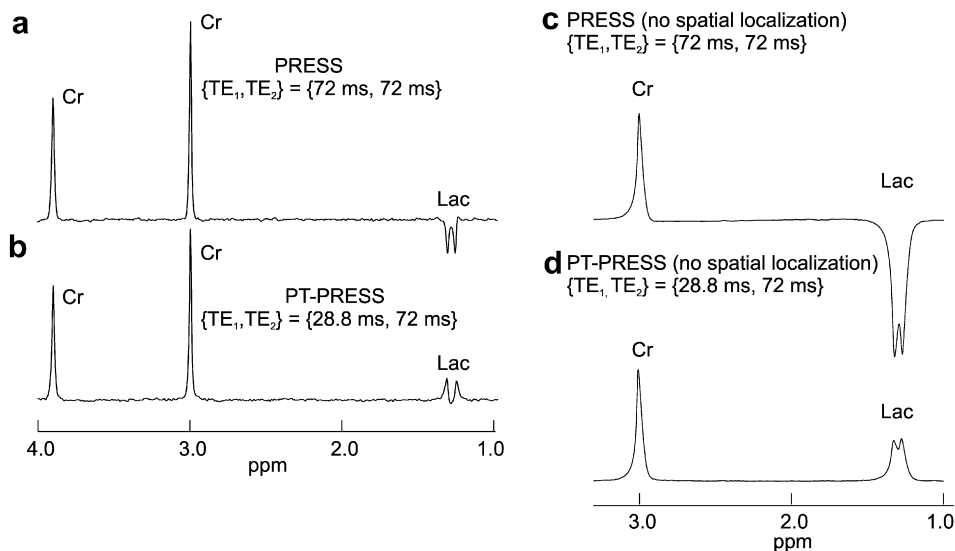 a
Cr
Cr
PRESS
{TE₁,TE₂} = {72 ms, 72 ms}
Lac
b
Cr
Cr
PT-PRESS
{TE₁,TE₂} = {28.8 ms, 72 ms}
Lac
4.0 3.0 2.0 1.0
ppm
c PRESS (no spatial localization)
{TE₁,TE₂} = {72 ms, 72 ms}
Cr
Lac
d PT-PRESS (no spatial localization)
{TE₁, TE₂} = {28.8 ms, 72 ms}
Cr
Lac
3.0 2.0 1.0
ppm